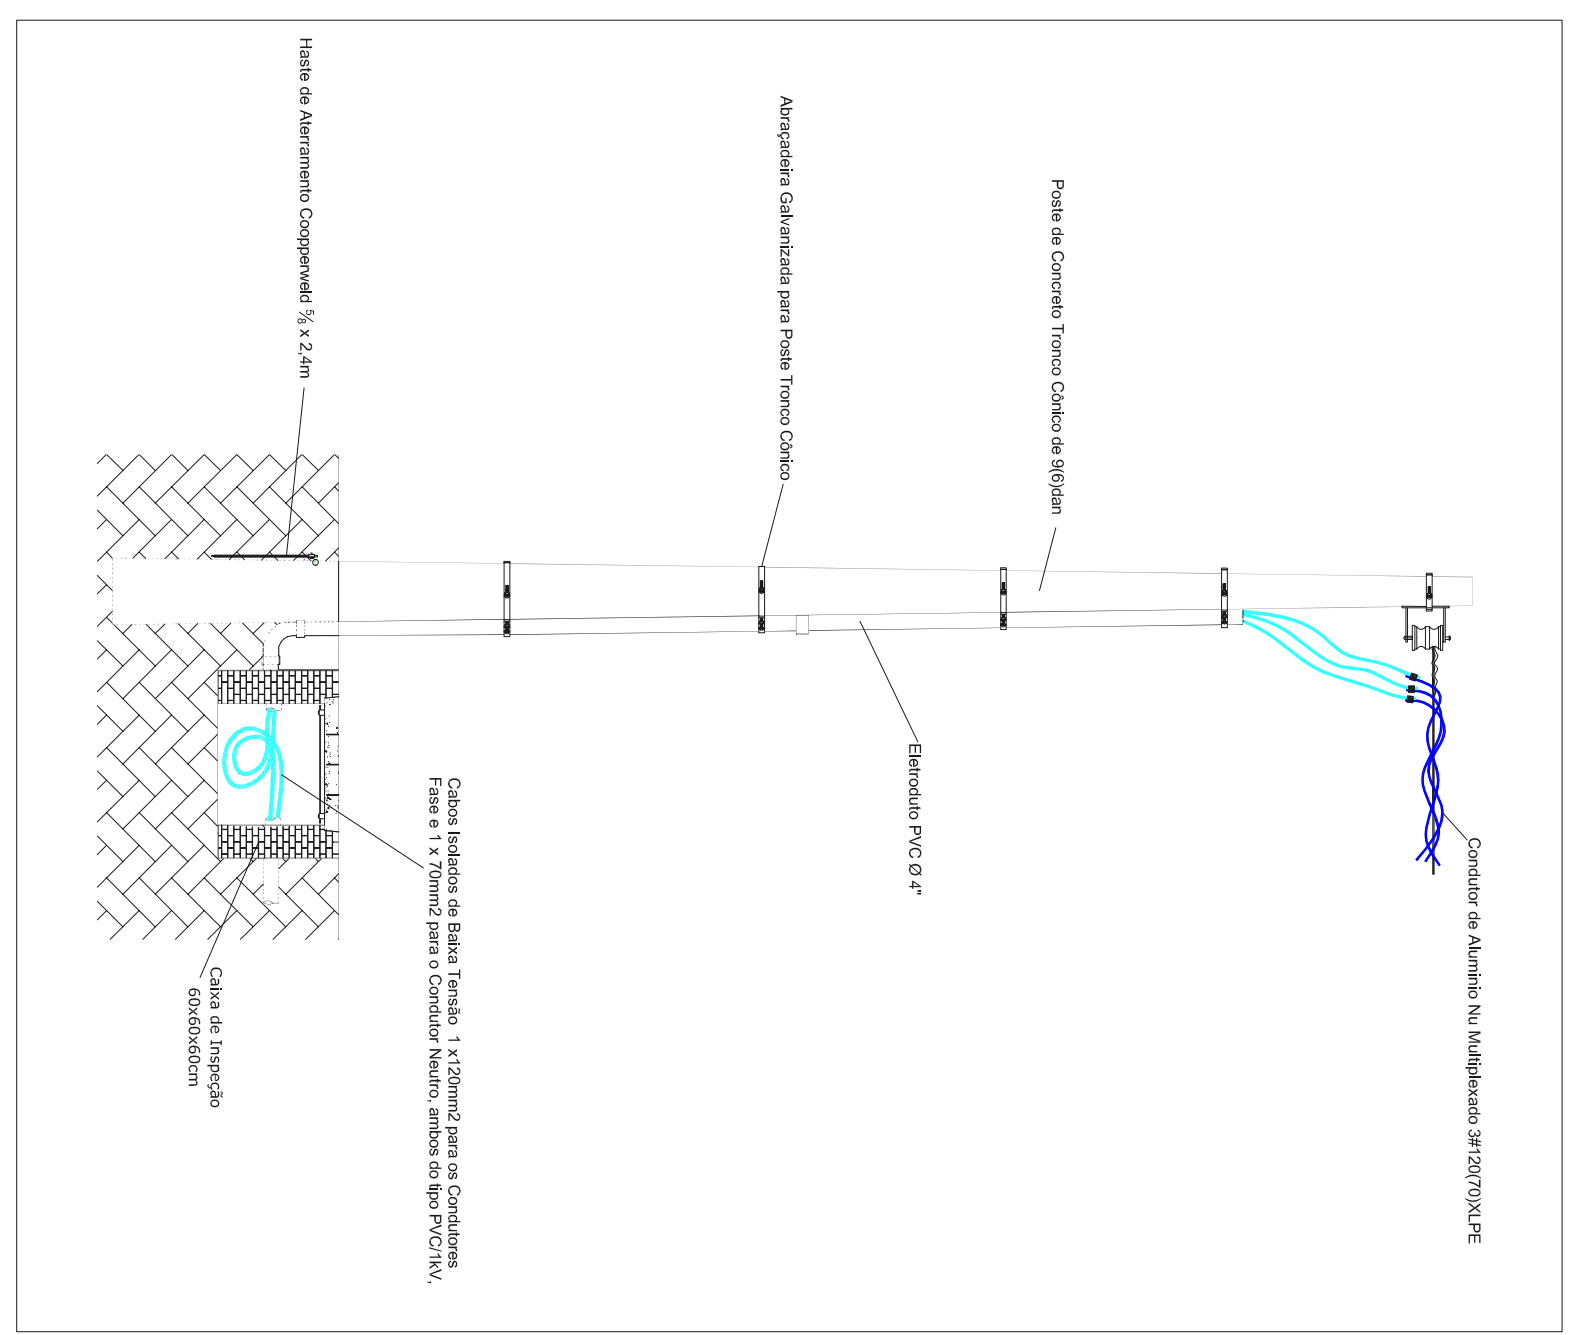 Condutor de Aluminio Nu Multiplexado 3#120(70)XLPE
Poste de Concreto Tronco Cônico de 9(6)dan
Eletroduto PVC Ø 4"
Abraçadeira Galvanizada para Poste Tronco Cônico
Cabos Isolados de Baixa Tensão 1 x120mm2 para os Condutores
Fase e 1 x 70mm2 para o Condutor Neutro, ambos do tipo PVC/1kV,
Haste de Aterramento Coopperweld ⅝ x 2,4m
Caixa de Inspeção
60x60x60cm